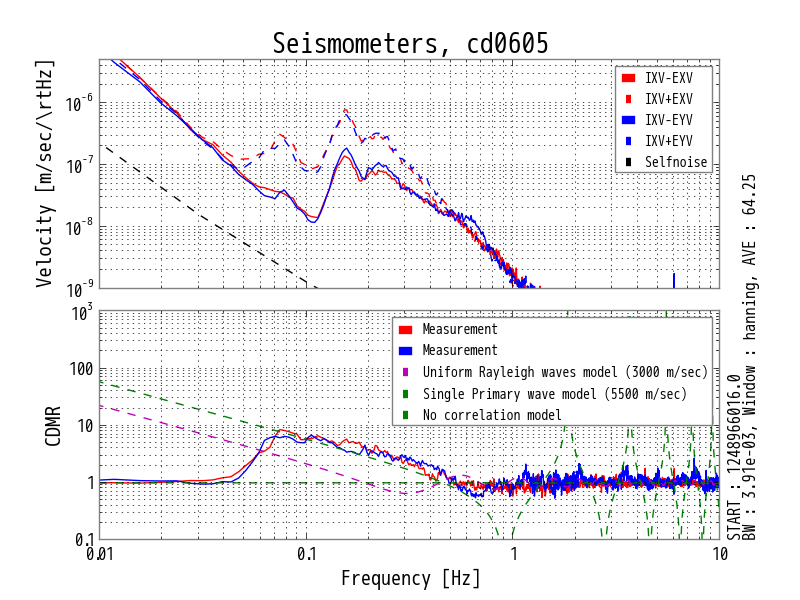 Seismometers, cd0605
Velocity [m/sec/\rtHz]
10-6
10-7
10-8
10-9
IXV-EXV
IXV+EXV
IXV-EYV
IXV+EYV
Selfnoise
CDMR
103
100
10
1
0.1
Measurement
Measurement
Uniform Rayleigh waves model (3000 m/sec)
Single Primary wave model (5500 m/sec)
No correlation model
0.01
0.1
1
10
Frequency [Hz]
START : 1248966016.0
BW : 3.91e-03, Window : hanning, AVE : 64.25